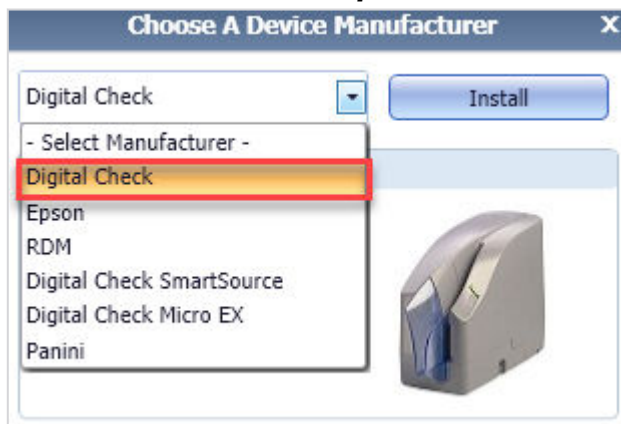 Choose A Device Manufacturer X
Digital Check Install
- Select Manufacturer -
Digital Check
Epson
RDM
Digital Check SmartSource
Digital Check Micro EX
Panini